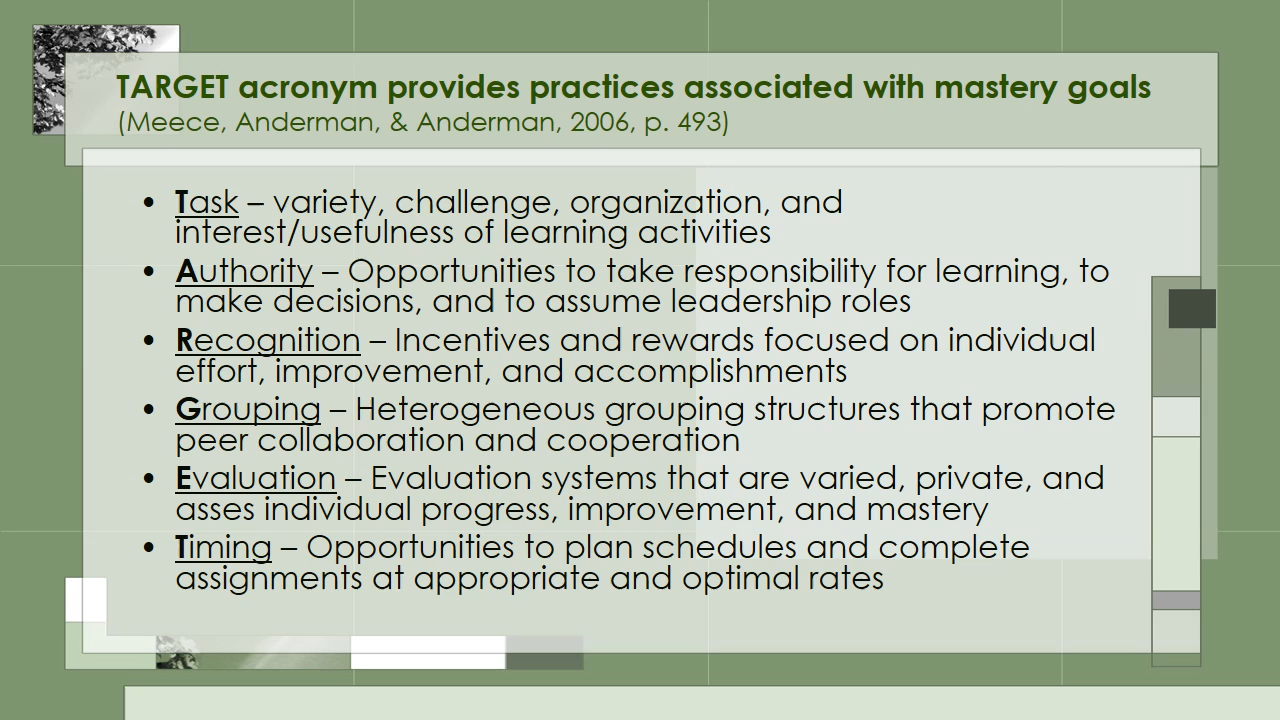 TARGET acronym provides practices associated with mastery goals
(Meece, Anderman, & Anderman, 2006, p. 493)
• Task – variety, challenge, organization, and
interest/usefulness of learning activities
• Authority – Opportunities to take responsibility for learning, to
make decisions, and to assume leadership roles
• Recognition – Incentives and rewards focused on individual
effort, improvement, and accomplishments
• Grouping – Heterogeneous grouping structures that promote
peer collaboration and cooperation
• Evaluation – Evaluation systems that are varied, private, and
asses individual progress, improvement, and mastery
• Timing – Opportunities to plan schedules and complete
assignments at appropriate and optimal rates